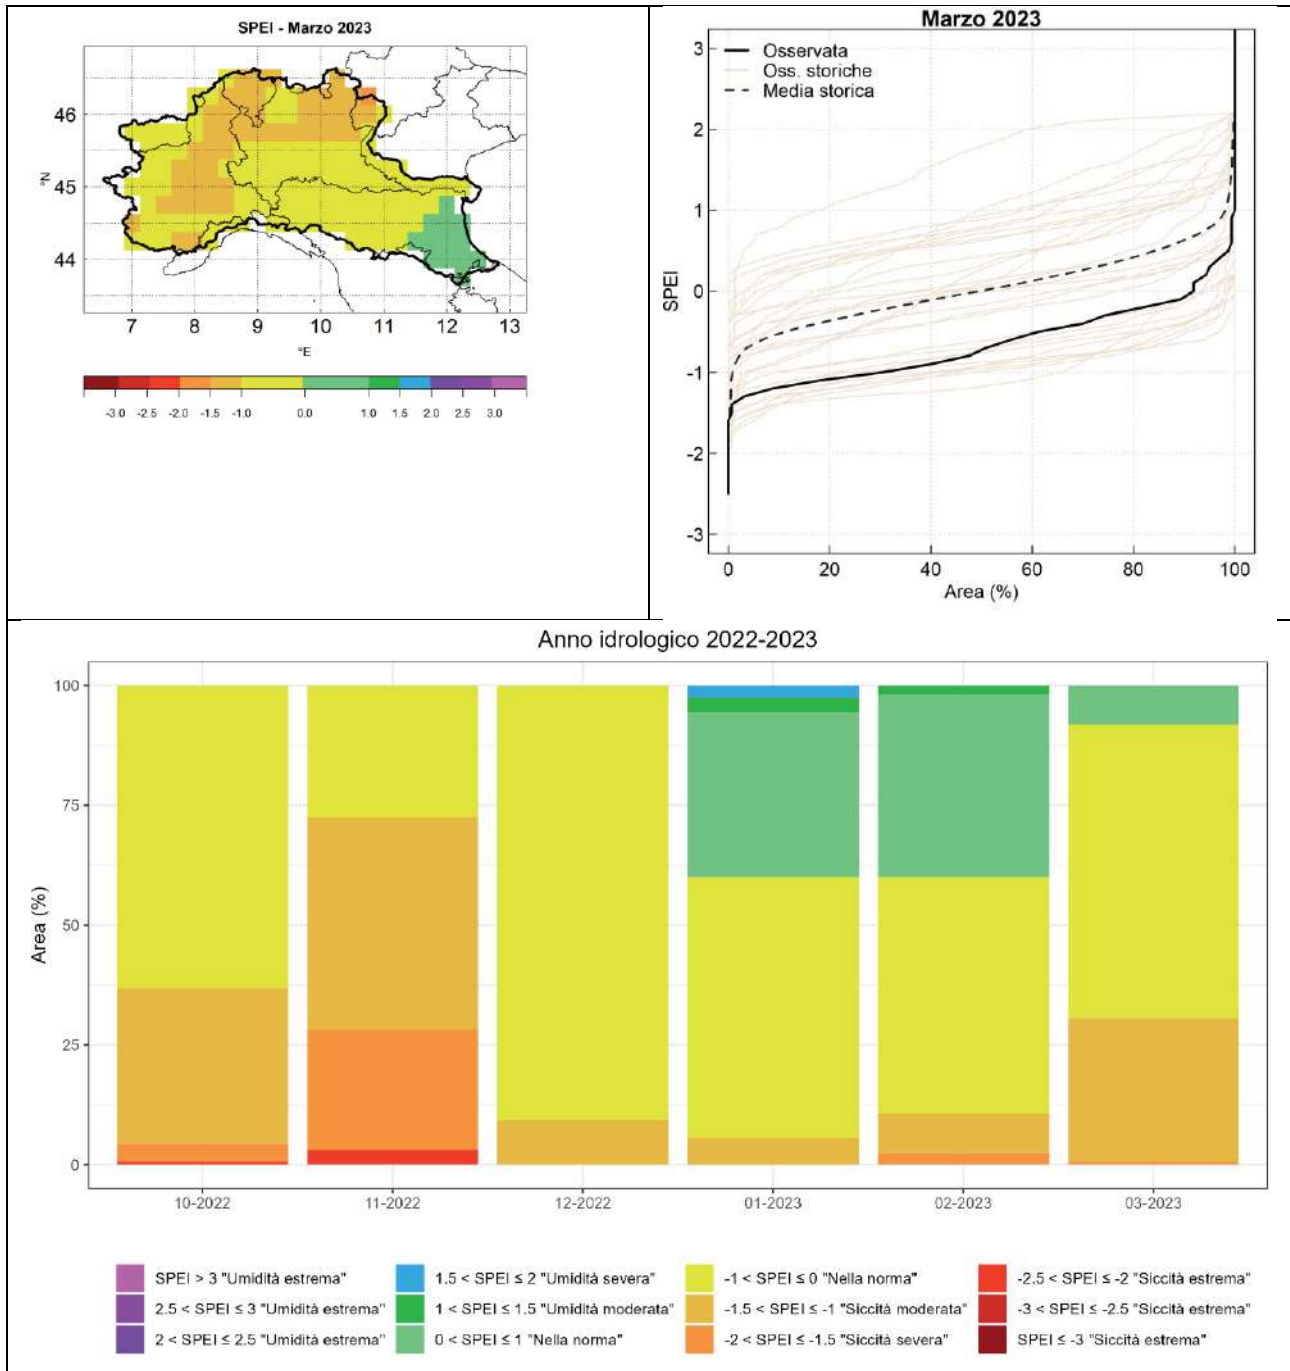 SPEI - Marzo 2023
46
45
44
°N
7 8 9 10 11 12 13
°E
-3.0 -2.5 -2.0 -1.5 -1.0 0.0 1.0 1.5 2.0 2.5 3.0
Marzo 2023
Osservata
Oss. storiche
Media storica
3
2
1
0
-1
-2
-3
SPEI
0 20 40 60 80 100
Area (%)
Anno idrologico 2022-2023
100
75
50
25
0
Area (%)
10-2022 11-2022 12-2022 01-2023 02-2023 03-2023
SPEI > 3 "Umidità estrema" 1.5 < SPEI ≤ 2 "Umidità severa" -1 < SPEI ≤ 0 "Nella norma" -2.5 < SPEI ≤ -2 "Siccità estrema"
2.5 < SPEI ≤ 3 "Umidità estrema" 1 < SPEI ≤ 1.5 "Umidità moderata" -1.5 < SPEI ≤ -1 "Siccità moderata" -3 < SPEI ≤ -2.5 "Siccità estrema"
2 < SPEI ≤ 2.5 "Umidità estrema" 0 < SPEI ≤ 1 "Nella norma" -2 < SPEI ≤ -1.5 "Siccità severa" SPEI ≤ -3 "Siccità estrema"